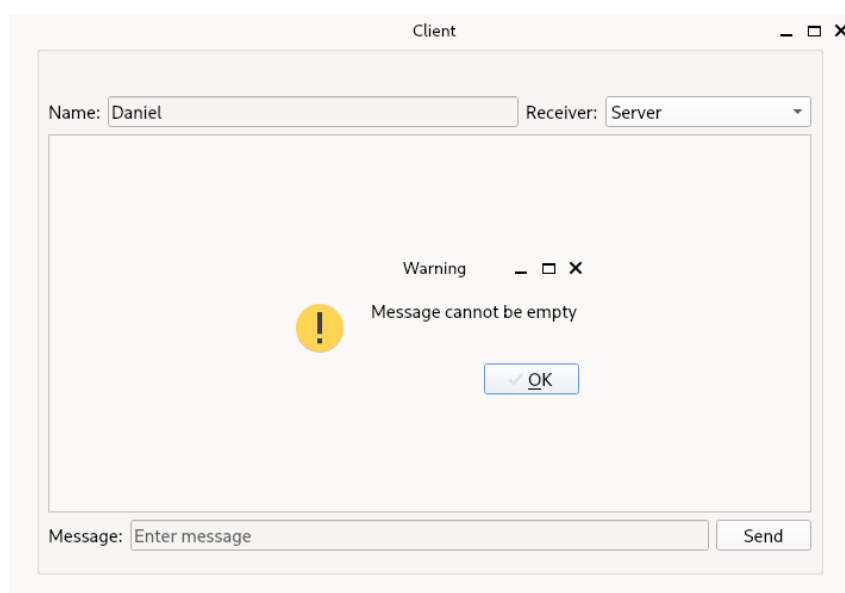 Client
Name: Daniel Receiver: Server
Warning
Message cannot be empty
OK
Message: Enter message Send